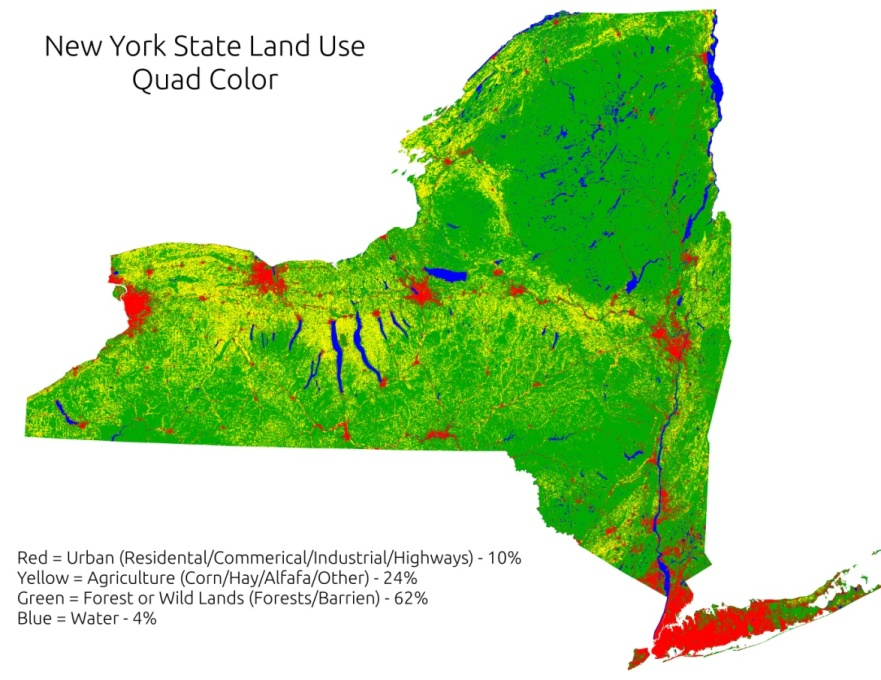 New York State Land Use
Quad Color
Red = Urban (Residental/Commerical/Industrial/Highways) - 10%
Yellow = Agriculture (Corn/Hay/Alfafa/Other) - 24%
Green = Forest or Wild Lands (Forests/Barrien) - 62%
Blue = Water - 4%